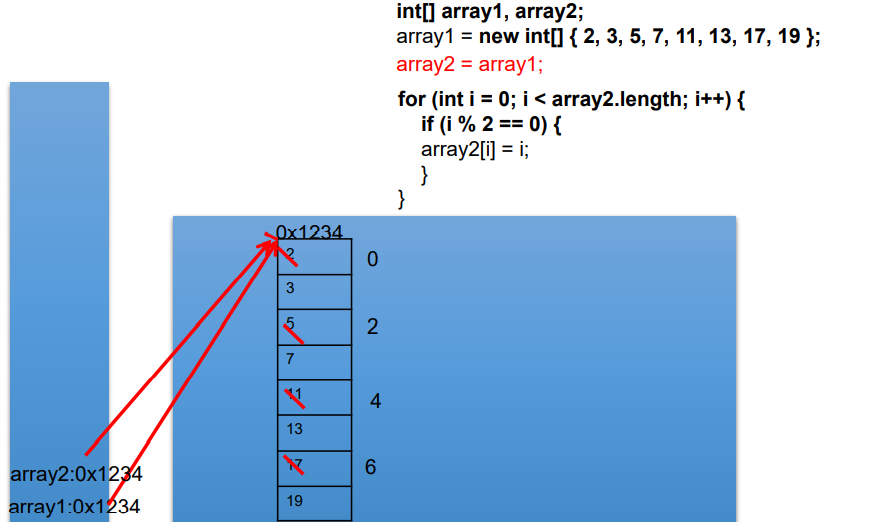 int[] array1, array2;
array1 = new int[] { 2, 3, 5, 7, 11, 13, 17, 19 };
array2 = array1;
for (int i = 0; i < array2.length; i++) {
if (i % 2 == 0) {
array2[i] = i;
}
}
0x1234
2 0
3
5 2
7
11 4
13
17 6
19
array2:0x1234
array1:0x1234